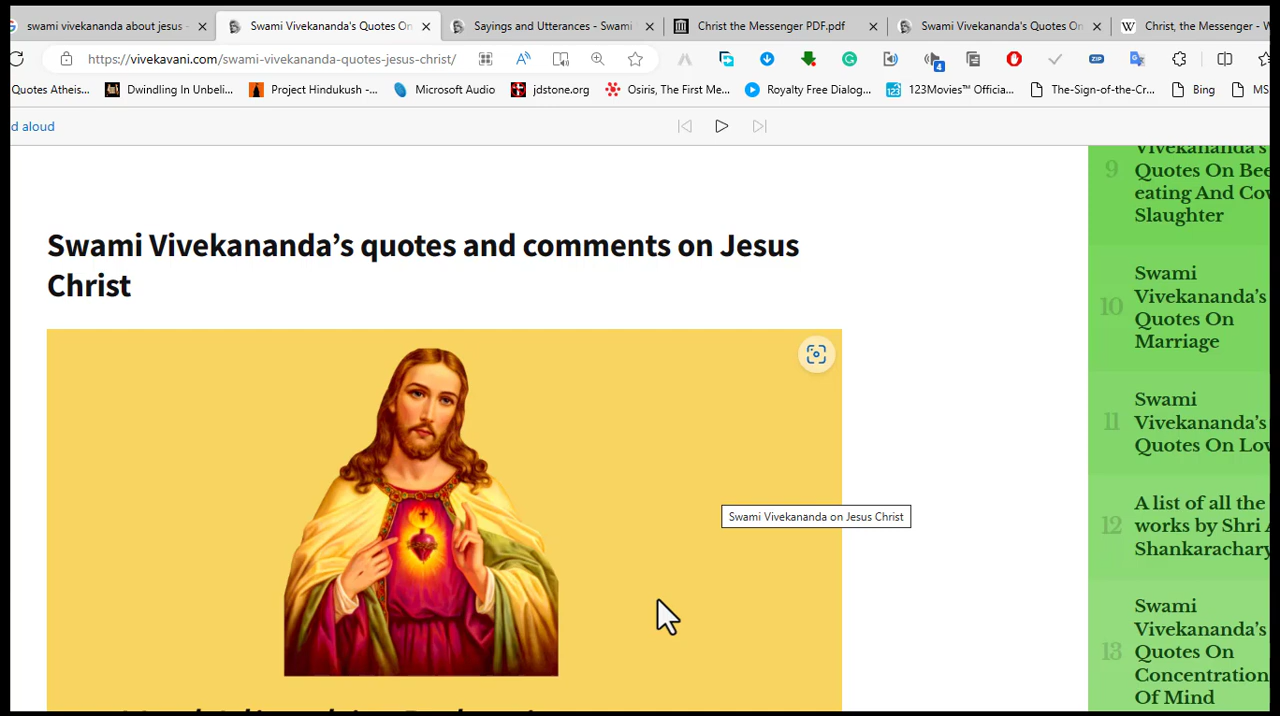 swami vivekananda about jesus -
Swami Vivekananda's Quotes On
Sayings and Utterances - Swami
Christ the Messenger PDF.pdf
Swami Vivekananda's Quotes On
Christ, the Messenger - W
https://vivekavani.com/swami-vivekananda-quotes-jesus-christ/
4
ZIP
Quotes Atheis...
Dwindling In Unbeli...
Project Hindukush -...
Microsoft Audio
jdstone.org
Osiris, The First Me...
Royalty Free Dialog...
123Movies™ Officia...
The-Sign-of-the-Cr...
Bing
MS
d aloud
Swami Vivekananda's quotes and comments on Jesus
Christ
Swami Vivekananda on Jesus Christ
9
Vivekananda's
Quotes On Bee
eating And Cow
Slaughter
10
Swami
Vivekananda's
Quotes On
Marriage
11
Swami
Vivekananda's
Quotes On Lov
12
A list of all the
works by Shri A
Shankarachary
13
Swami
Vivekananda's
Quotes On
Concentration
Of Mind